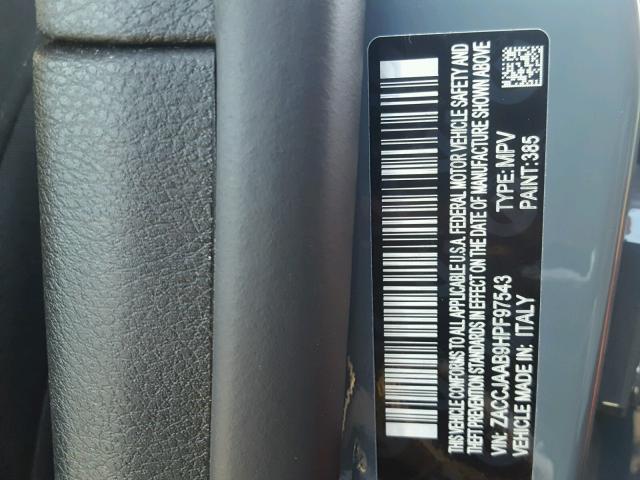 THIS VEHICLE CONFORMS TO ALL APPLICABLE U.S.A. FEDERAL MOTOR VEHICLE SAFETY AND
THEFT PREVENTION STANDARDS IN EFFECT ON THE DATE OF MANUFACTURE SHOWN ABOVE
VIN: ZACCJAAB9HPF97543 TYPE: MPV
VEHICLE MADE IN: ITALY PAINT: 385